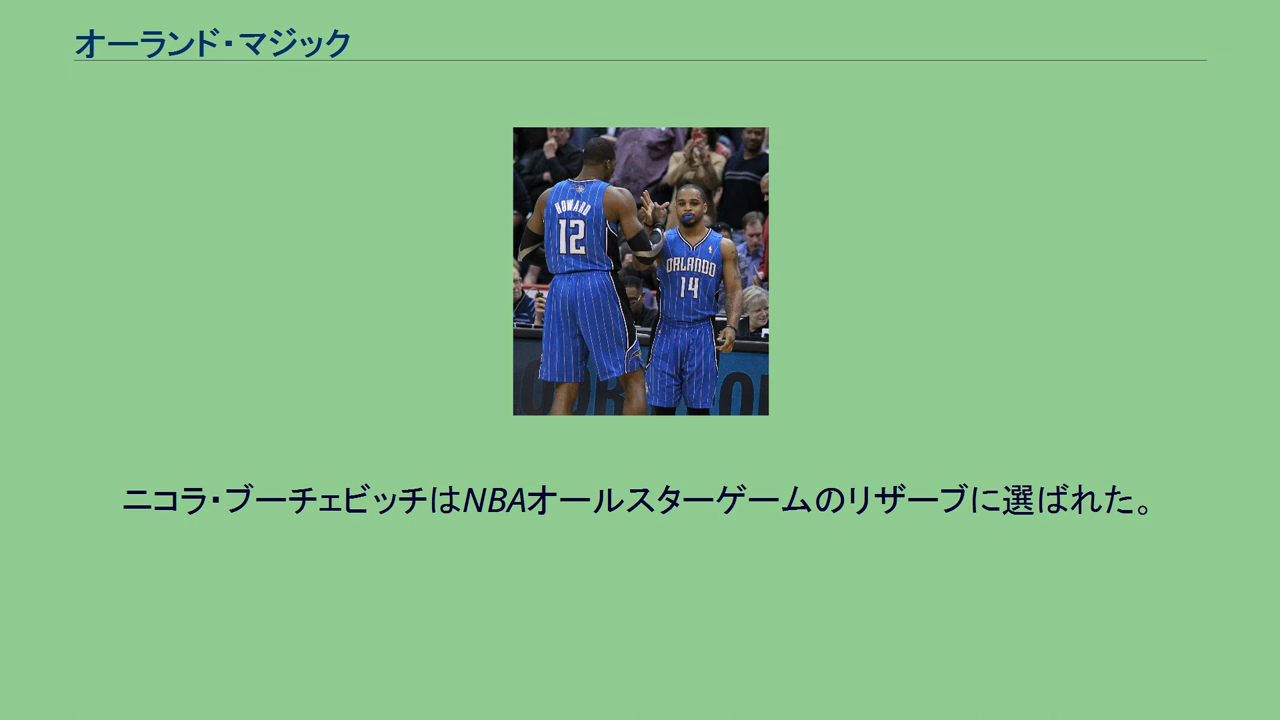 オーランド・マジック
HOWARD
12
ORLANDO
14
ニコラ・ブーチェビッチはNBAオールスターゲームのリザーブに選ばれた。